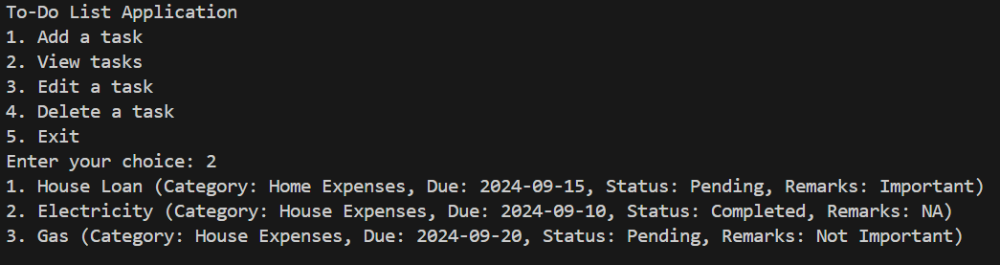 To-Do List Application
1. Add a task
2. View tasks
3. Edit a task
4. Delete a task
5. Exit
Enter your choice: 2
1. House Loan (Category: Home Expenses, Due: 2024-09-15, Status: Pending, Remarks: Important)
2. Electricity (Category: House Expenses, Due: 2024-09-10, Status: Completed, Remarks: NA)
3. Gas (Category: House Expenses, Due: 2024-09-20, Status: Pending, Remarks: Not Important)